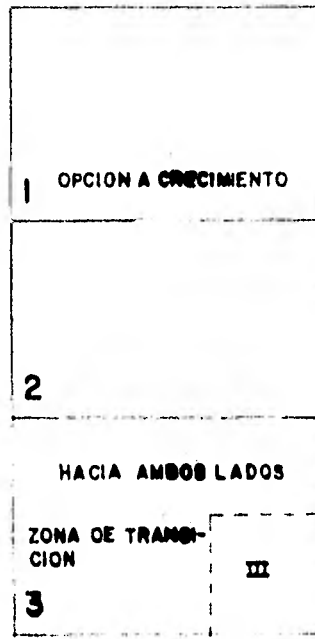 1 OPCION A CRECIMIENTO
2
HACIA AMBOS LADOS
ZONA DE TRANSI-
CION
III
3